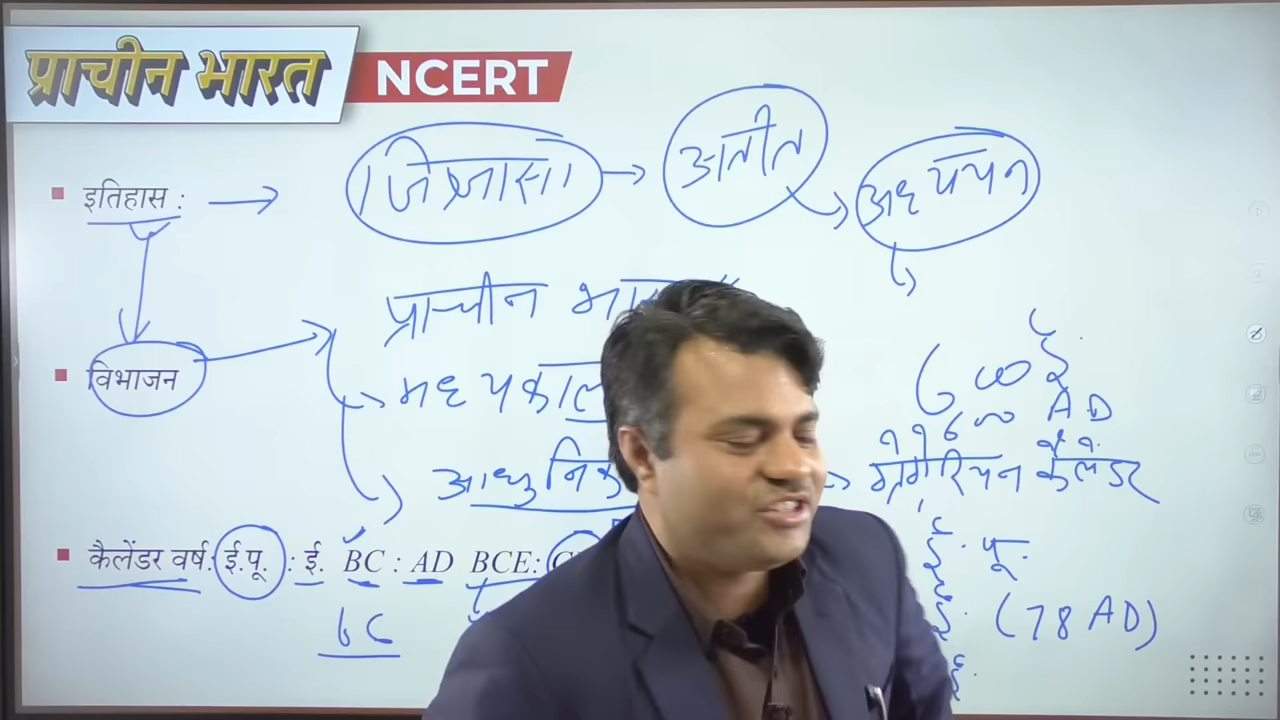 प्राचीन भारत NCERT
इतिहास : → जिज्ञासा → अतीत → अध्ययन
प्राचीन भा
विभाजन
मध्यकाल
600 ई.
AD
आधुनिक
ग्रेगोरियन कैलेंडर
कैलेंडर वर्ष: ई.पू. : ई. BC : AD BCE: C
ई. पू.
BC
ई. (78 AD)
ई.